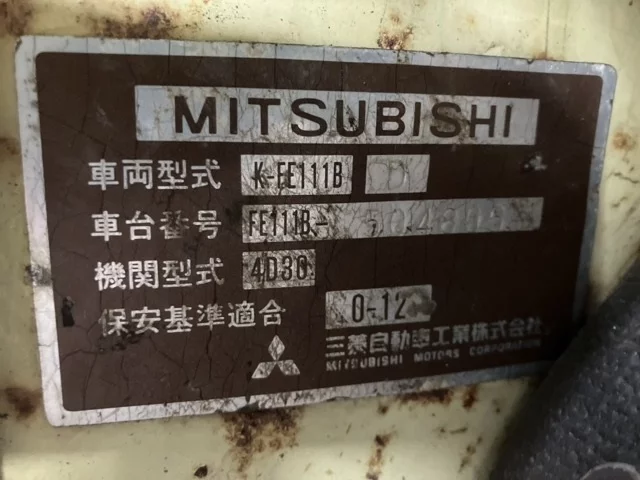 MITSUBISHI
車両型式 K-FE111B D
車台番号 FE111B-
機関型式 4D30
保安基準適合 0-12
三菱自動車工業株式会社
MITSUBISHI MOTORS CORPORATION